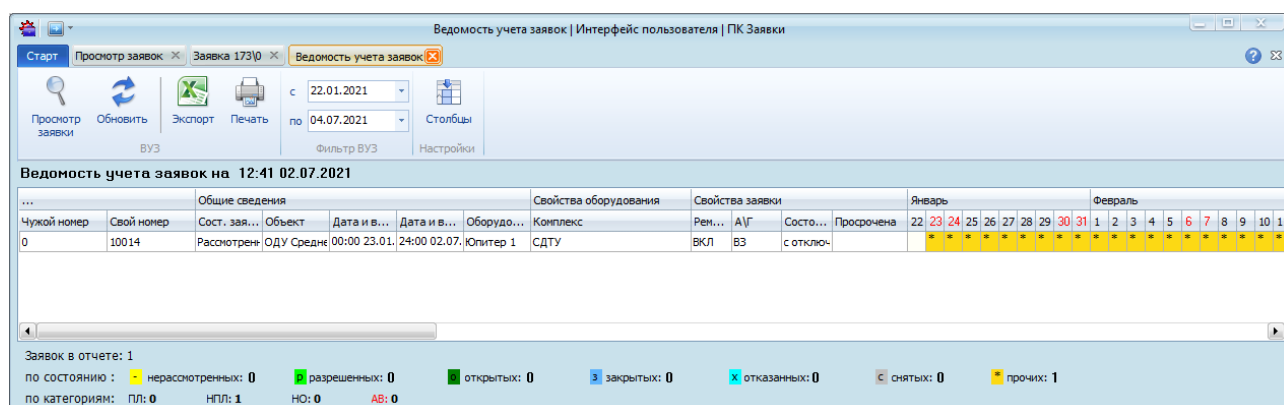 Ведомость учета заявок | Интерфейс пользователя | ПК Заявки
Старт Просмотр заявок Заявка 173\0 Ведомость учета заявок
с 22.01.2021
по 04.07.2021
Просмотр заявки Обновить Экспорт Печать Столбцы
ВУЗ Фильтр ВУЗ Настройки
Ведомость учета заявок на 12:41 02.07.2021
... Общие сведения Свойства оборудования Свойства заявки Январь Февраль
Чужой номер Свой номер Сост. зая... Объект Дата и в... Дата и в... Оборудо... Комплекс Рем... А\Г Состо... Просрочена 22 23 24 25 26 27 28 29 30 31 1 2 3 4 5 6 7 8 9 10 1
0 10014 Рассмотрен ОДУ Средне 00:00 23.01. 24:00 02.07. Юпитер 1 СДТУ ВКЛ ВЗ с отключ * * * * * * * * * * * * * * * * * * * *
Заявок в отчете: 1
по состоянию : - нерассмотренных: 0 р разрешенных: 0 о открытых: 0 з закрытых: 0 х отказанных: 0 с снятых: 0 * прочих: 1
по категориям: ПЛ: 0 НПЛ: 1 НО: 0 АВ: 0